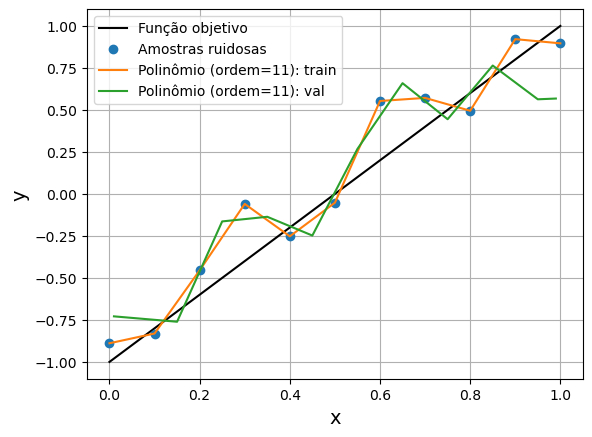 Função objetivo
Amostras ruidosas
Polinômio (ordem=11): train
Polinômio (ordem=11): val
1.00
0.75
0.50
0.25
0.00
−0.25
−0.50
−0.75
−1.00
y
0.0 0.2 0.4 0.6 0.8 1.0
x